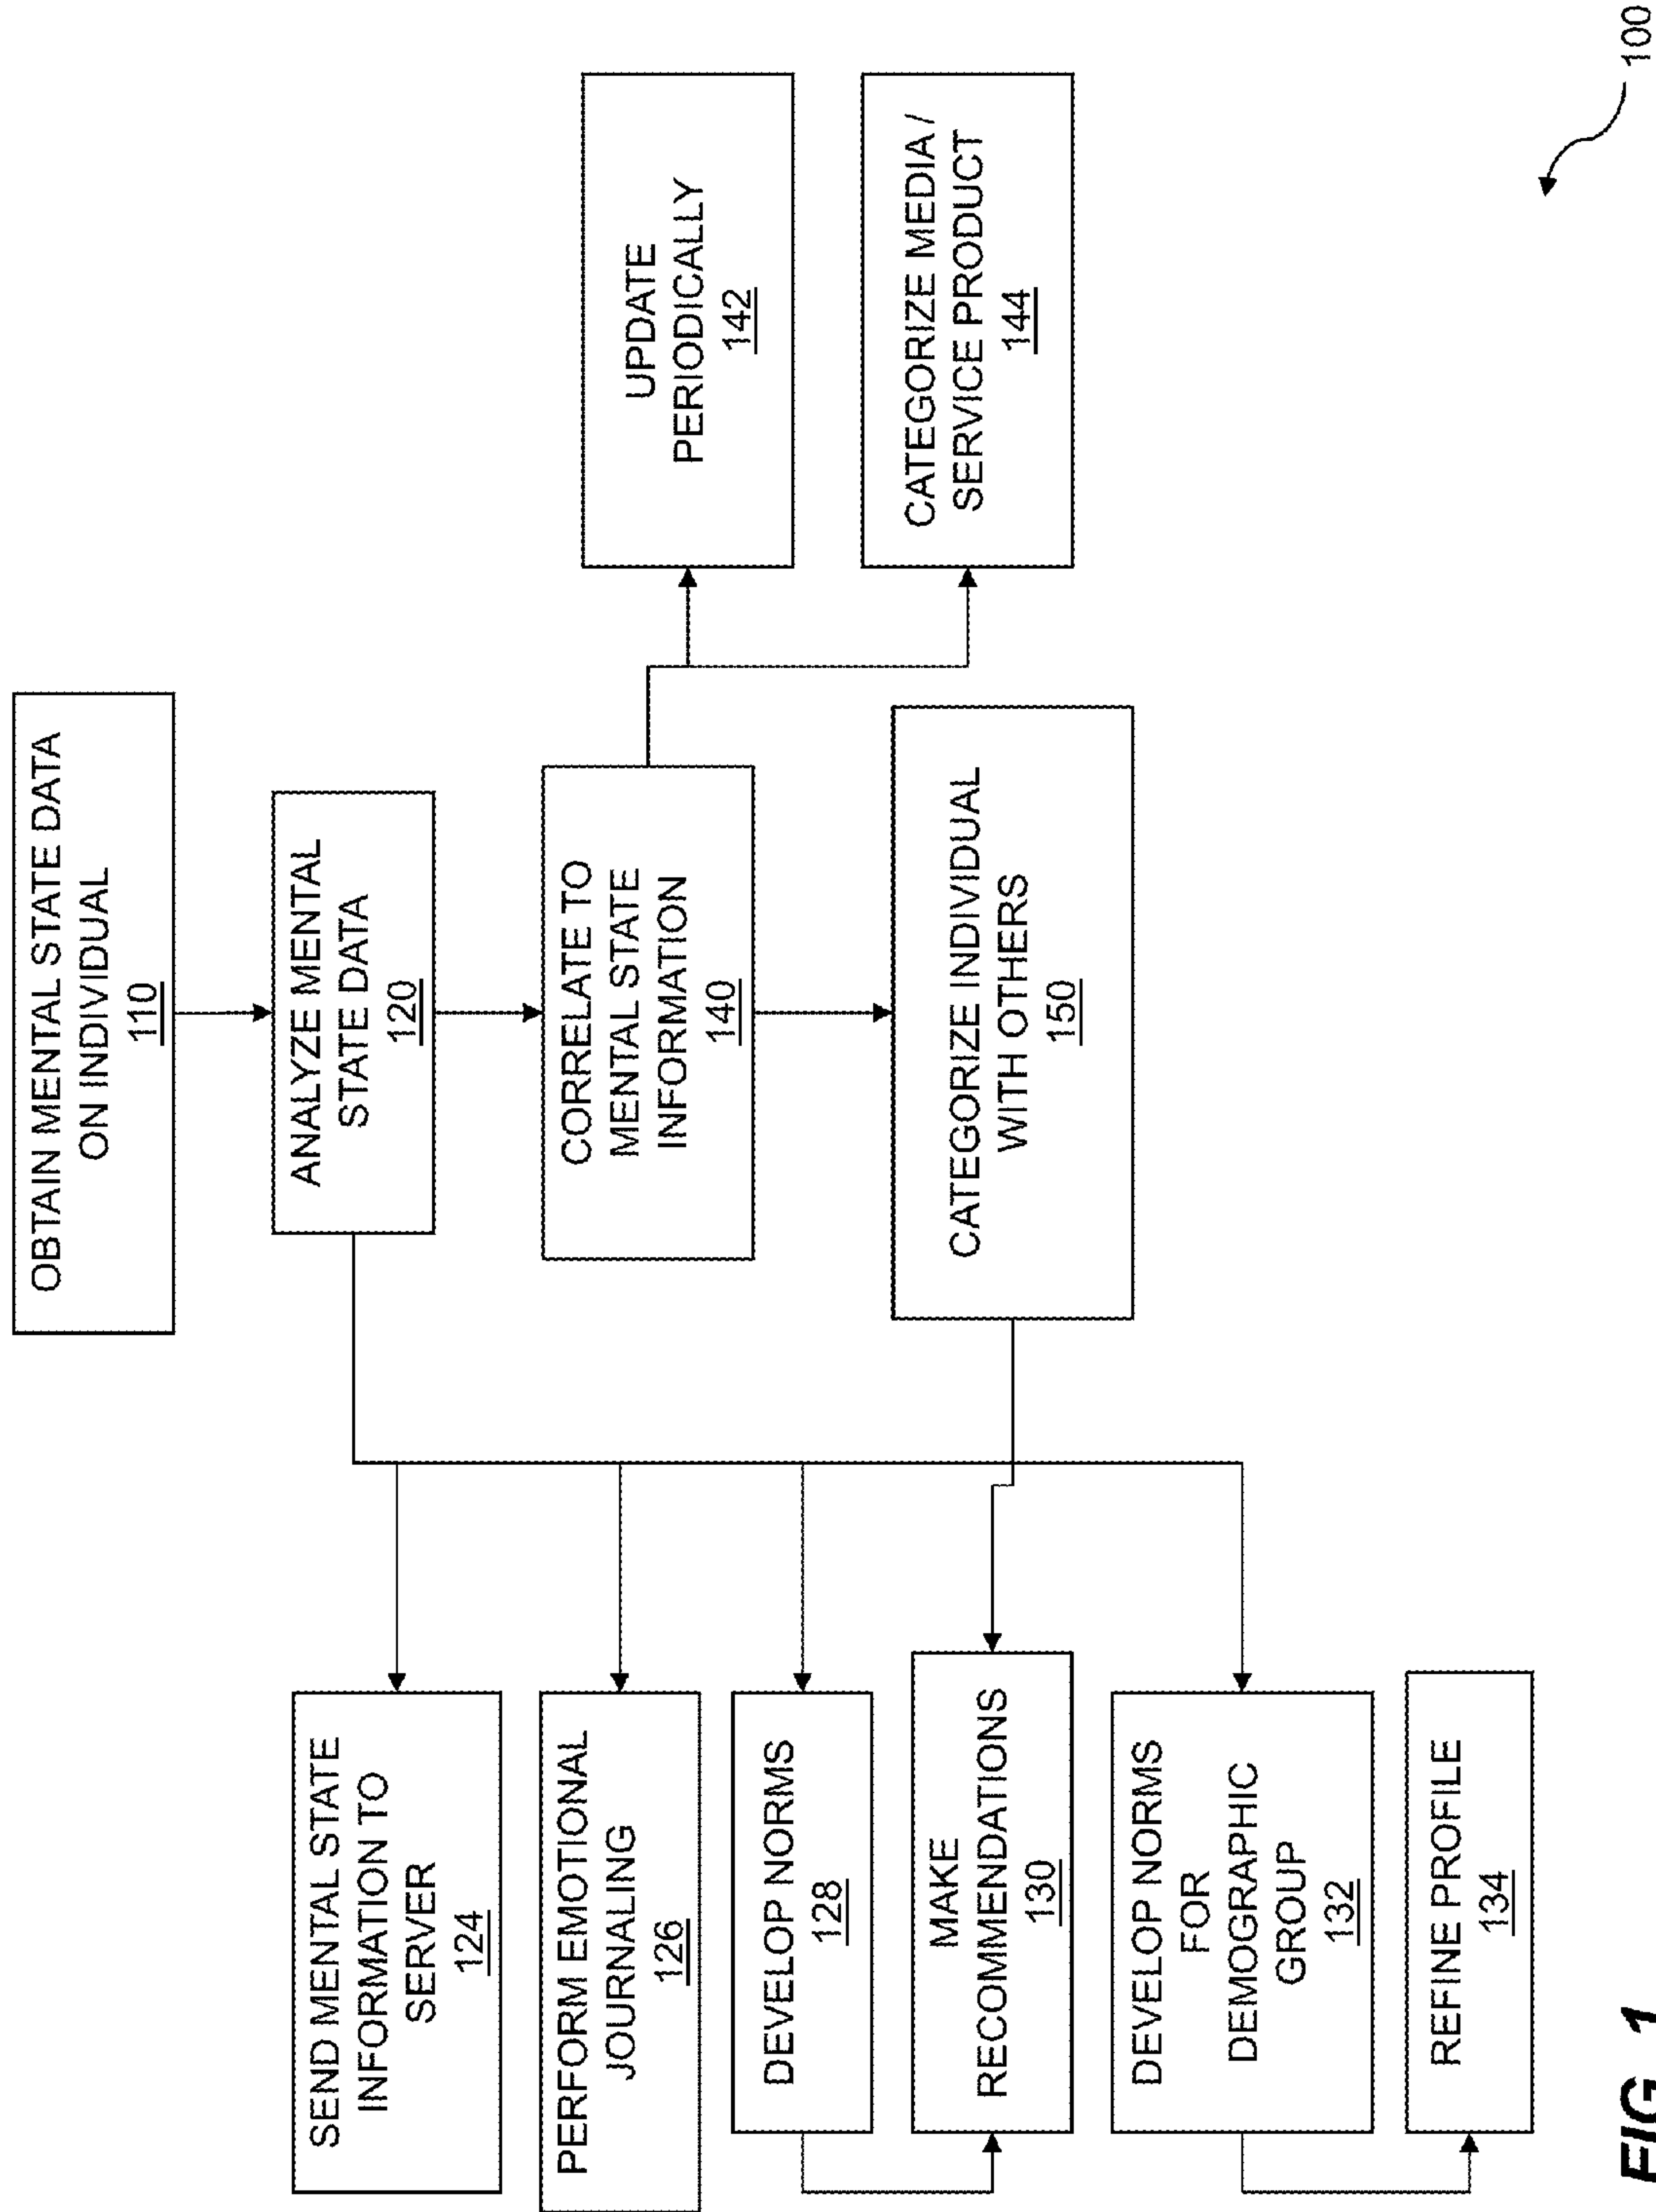 OBTAIN MENTAL STATE DATA
ON INDIVIDUAL
110
ANALYZE MENTAL
STATE DATA
120
CORRELATE TO
MENTAL STATE
INFORMATION
140
CATEGORIZE INDIVIDUAL
WITH OTHERS
150
SEND MENTAL STATE
INFORMATION TO
SERVER
124
PERFORM EMOTIONAL
JOURNALING
126
DEVELOP NORMS
128
MAKE
RECOMMENDATIONS
130
DEVELOP NORMS
FOR
DEMOGRAPHIC
GROUP
132
REFINE PROFILE
134
UPDATE
PERIODICALLY
142
CATEGORIZE MEDIA /
SERVICE PRODUCT
144
100
FIG. 1